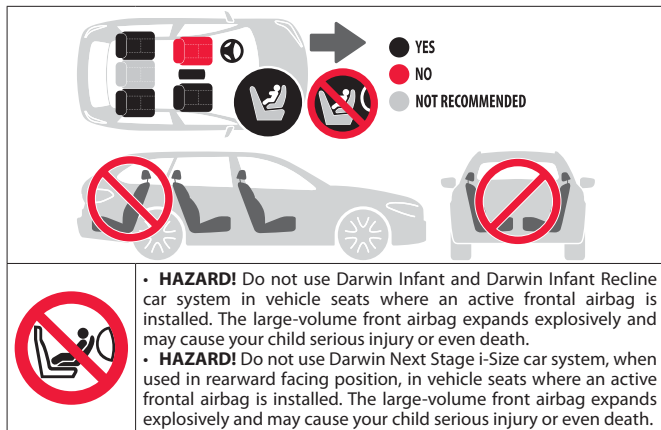 YES
NO
NOT RECOMMENDED
• HAZARD! Do not use Darwin Infant and Darwin Infant Recline
car system in vehicle seats where an active frontal airbag is
installed. The large-volume front airbag expands explosively and
may cause your child serious injury or even death.
• HAZARD! Do not use Darwin Next Stage i-Size car system, when
used in rearward facing position, in vehicle seats where an active
frontal airbag is installed. The large-volume front airbag expands
explosively and may cause your child serious injury or even death.